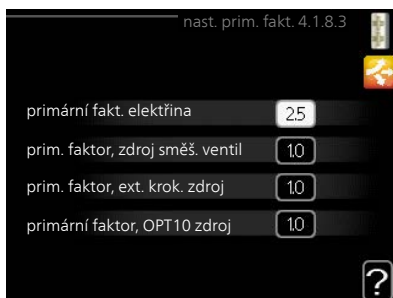 nast. prim. fakt. 4.1.8.3
primární fakt. elektřina 2.5
prim. faktor, zdroj směš. ventil 1.0
prim. faktor, ext. krok. zdroj 1.0
primární faktor, OPT10 zdroj 1.0
?